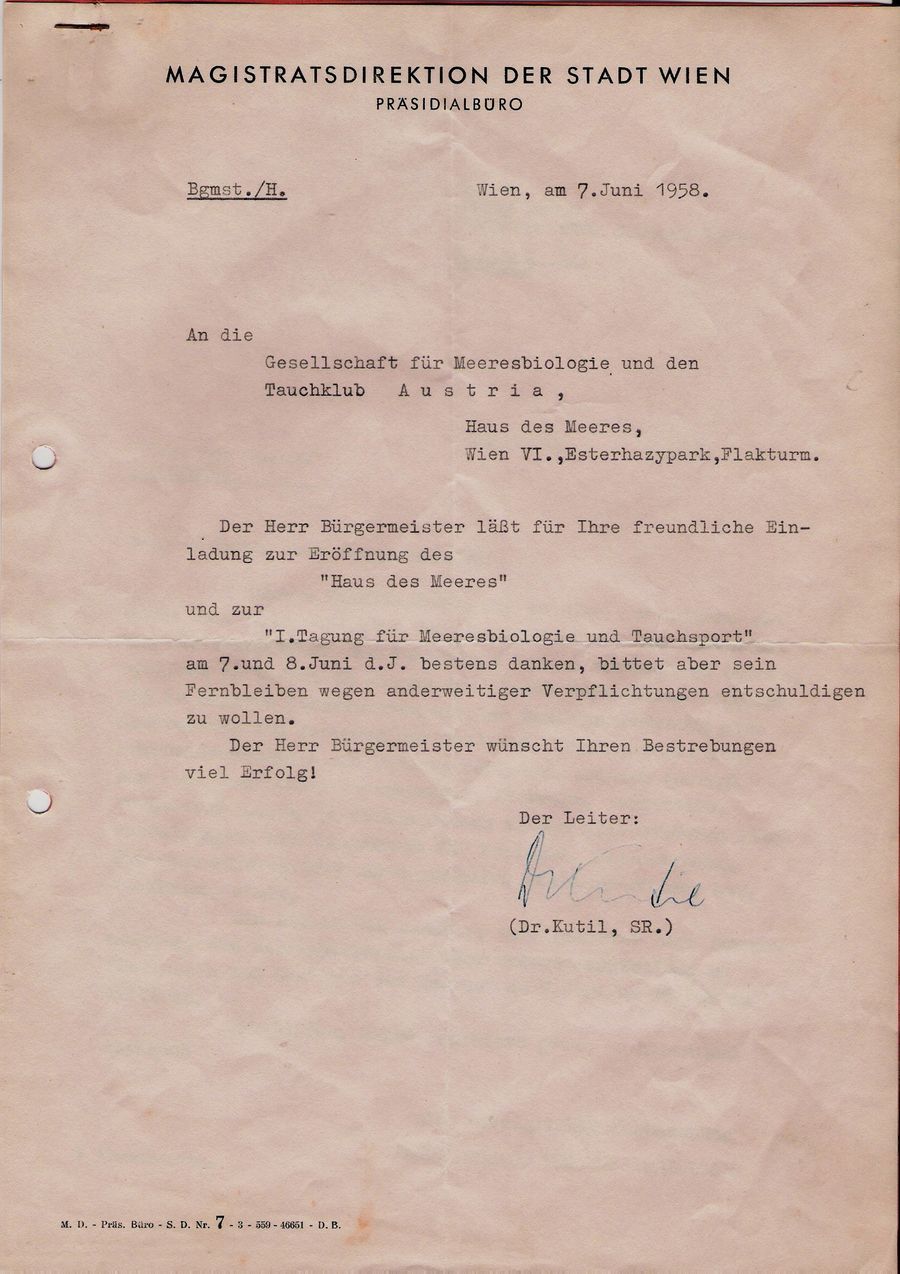 MAGISTRATSDIREKTION DER STADT WIEN
PRÄSIDIALBÜRO
Bgmst./H. Wien, am 7.Juni 1958.
An die
Gesellschaft für Meeresbiologie und den
Tauchklub A u s t r i a ,
Haus des Meeres,
Wien VI.,Esterhazypark,Flakturm.
Der Herr Bürgermeister läßt für Ihre freundliche Ein-
ladung zur Eröffnung des
"Haus des Meeres"
und zur
"I.Tagung für Meeresbiologie und Tauchsport"
am 7.und 8.Juni d.J. bestens danken, bittet aber sein
Fernbleiben wegen anderweitiger Verpflichtungen entschuldigen
zu wollen.
Der Herr Bürgermeister wünscht Ihren Bestrebungen
viel Erfolg!
Der Leiter:
(Dr.Kutil, SR.)
M. D. - Präs. Büro - S. D. Nr. 7 - 3 - 559 - 46651 - D. B.